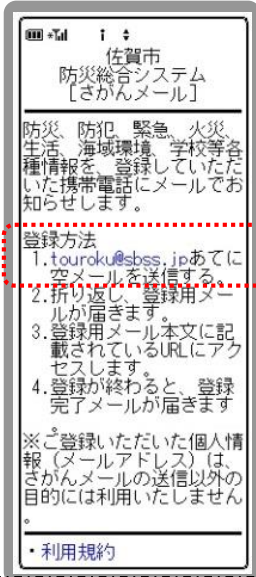 佐賀市
防災総合システム
[さがんメール]
防災、防犯、緊急、火災、
生活、海域環境、学校等各
種情報を、登録していただ
いた携帯電話にメールでお
知らせします。
登録方法
1.touroku@sbss.jpあてに
空メールを送信する。
2.折り返し、登録用メー
ルが届きます。
3.登録用メール本文に記
載されているURLにアク
セスします。
4.登録が終わると、登録
完了メールが届きます
。
※ご登録いただいた個人情
報（メールアドレス）は、
さがんメールの送信以外の
目的には利用いたしません
。
・利用規約